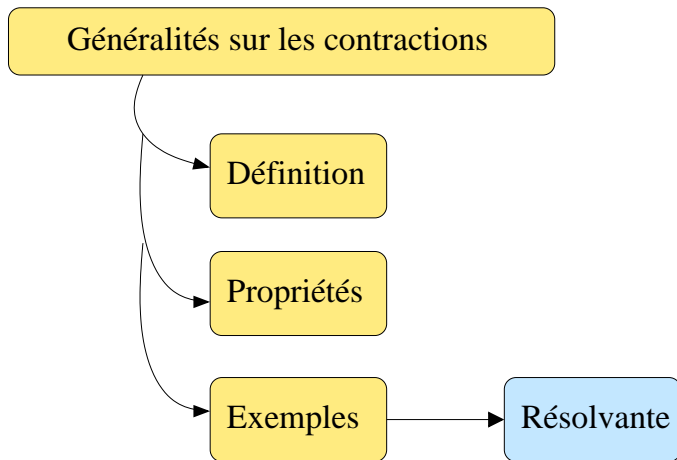 Généralités sur les contractions
Définition
Propriétés
Exemples
Résolvante